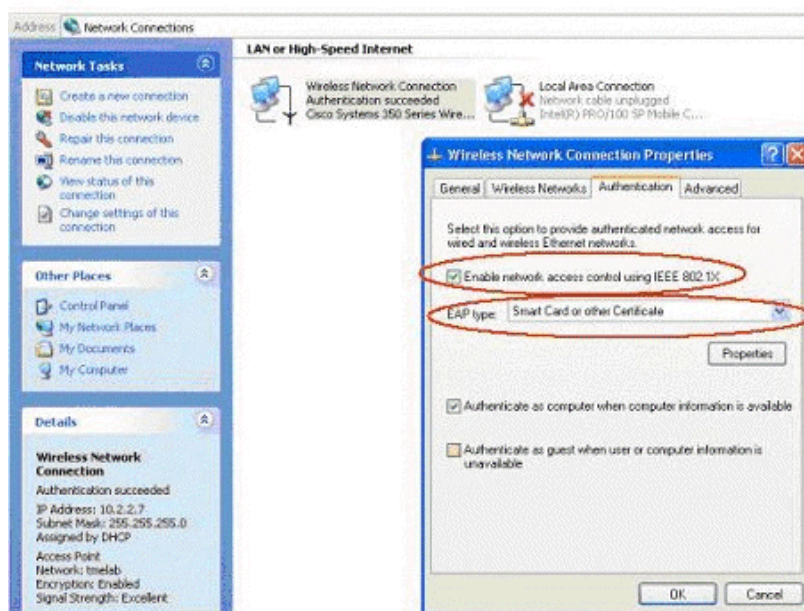 Address Network Connections
Network Tasks
Create a new connection
Disable this network device
Repair this connection
Rename this connection
View status of this
connection
Change settings of this
connection
Other Places
Control Panel
My Network Places
My Documents
My Computer
Details
Wireless Network
Connection
Authentication succeeded
IP Address: 10.2.2.7
Subnet Mask: 255.255.255.0
Assigned by DHCP
Access Point
Network: tmelab
Encryption: Enabled
Signal Strength: Excellent
LAN or High-Speed Internet
Wireless Network Connection
Authentication succeeded
Cisco Systems 350 Series Wire...
Local Area Connection
Network cable unplugged
Intel(R) PRO/100 SP Mobile C...
Wireless Network Connection Properties
General Wireless Networks Authentication Advanced
Select this option to provide authenticated network access for
wired and wireless Ethernet networks.
Enable network access control using IEEE 802.1X
EAP type: Smart Card or other Certificate
Properties
Authenticate as computer when computer information is available
Authenticate as guest when user or computer information is
unavailable
OK Cancel